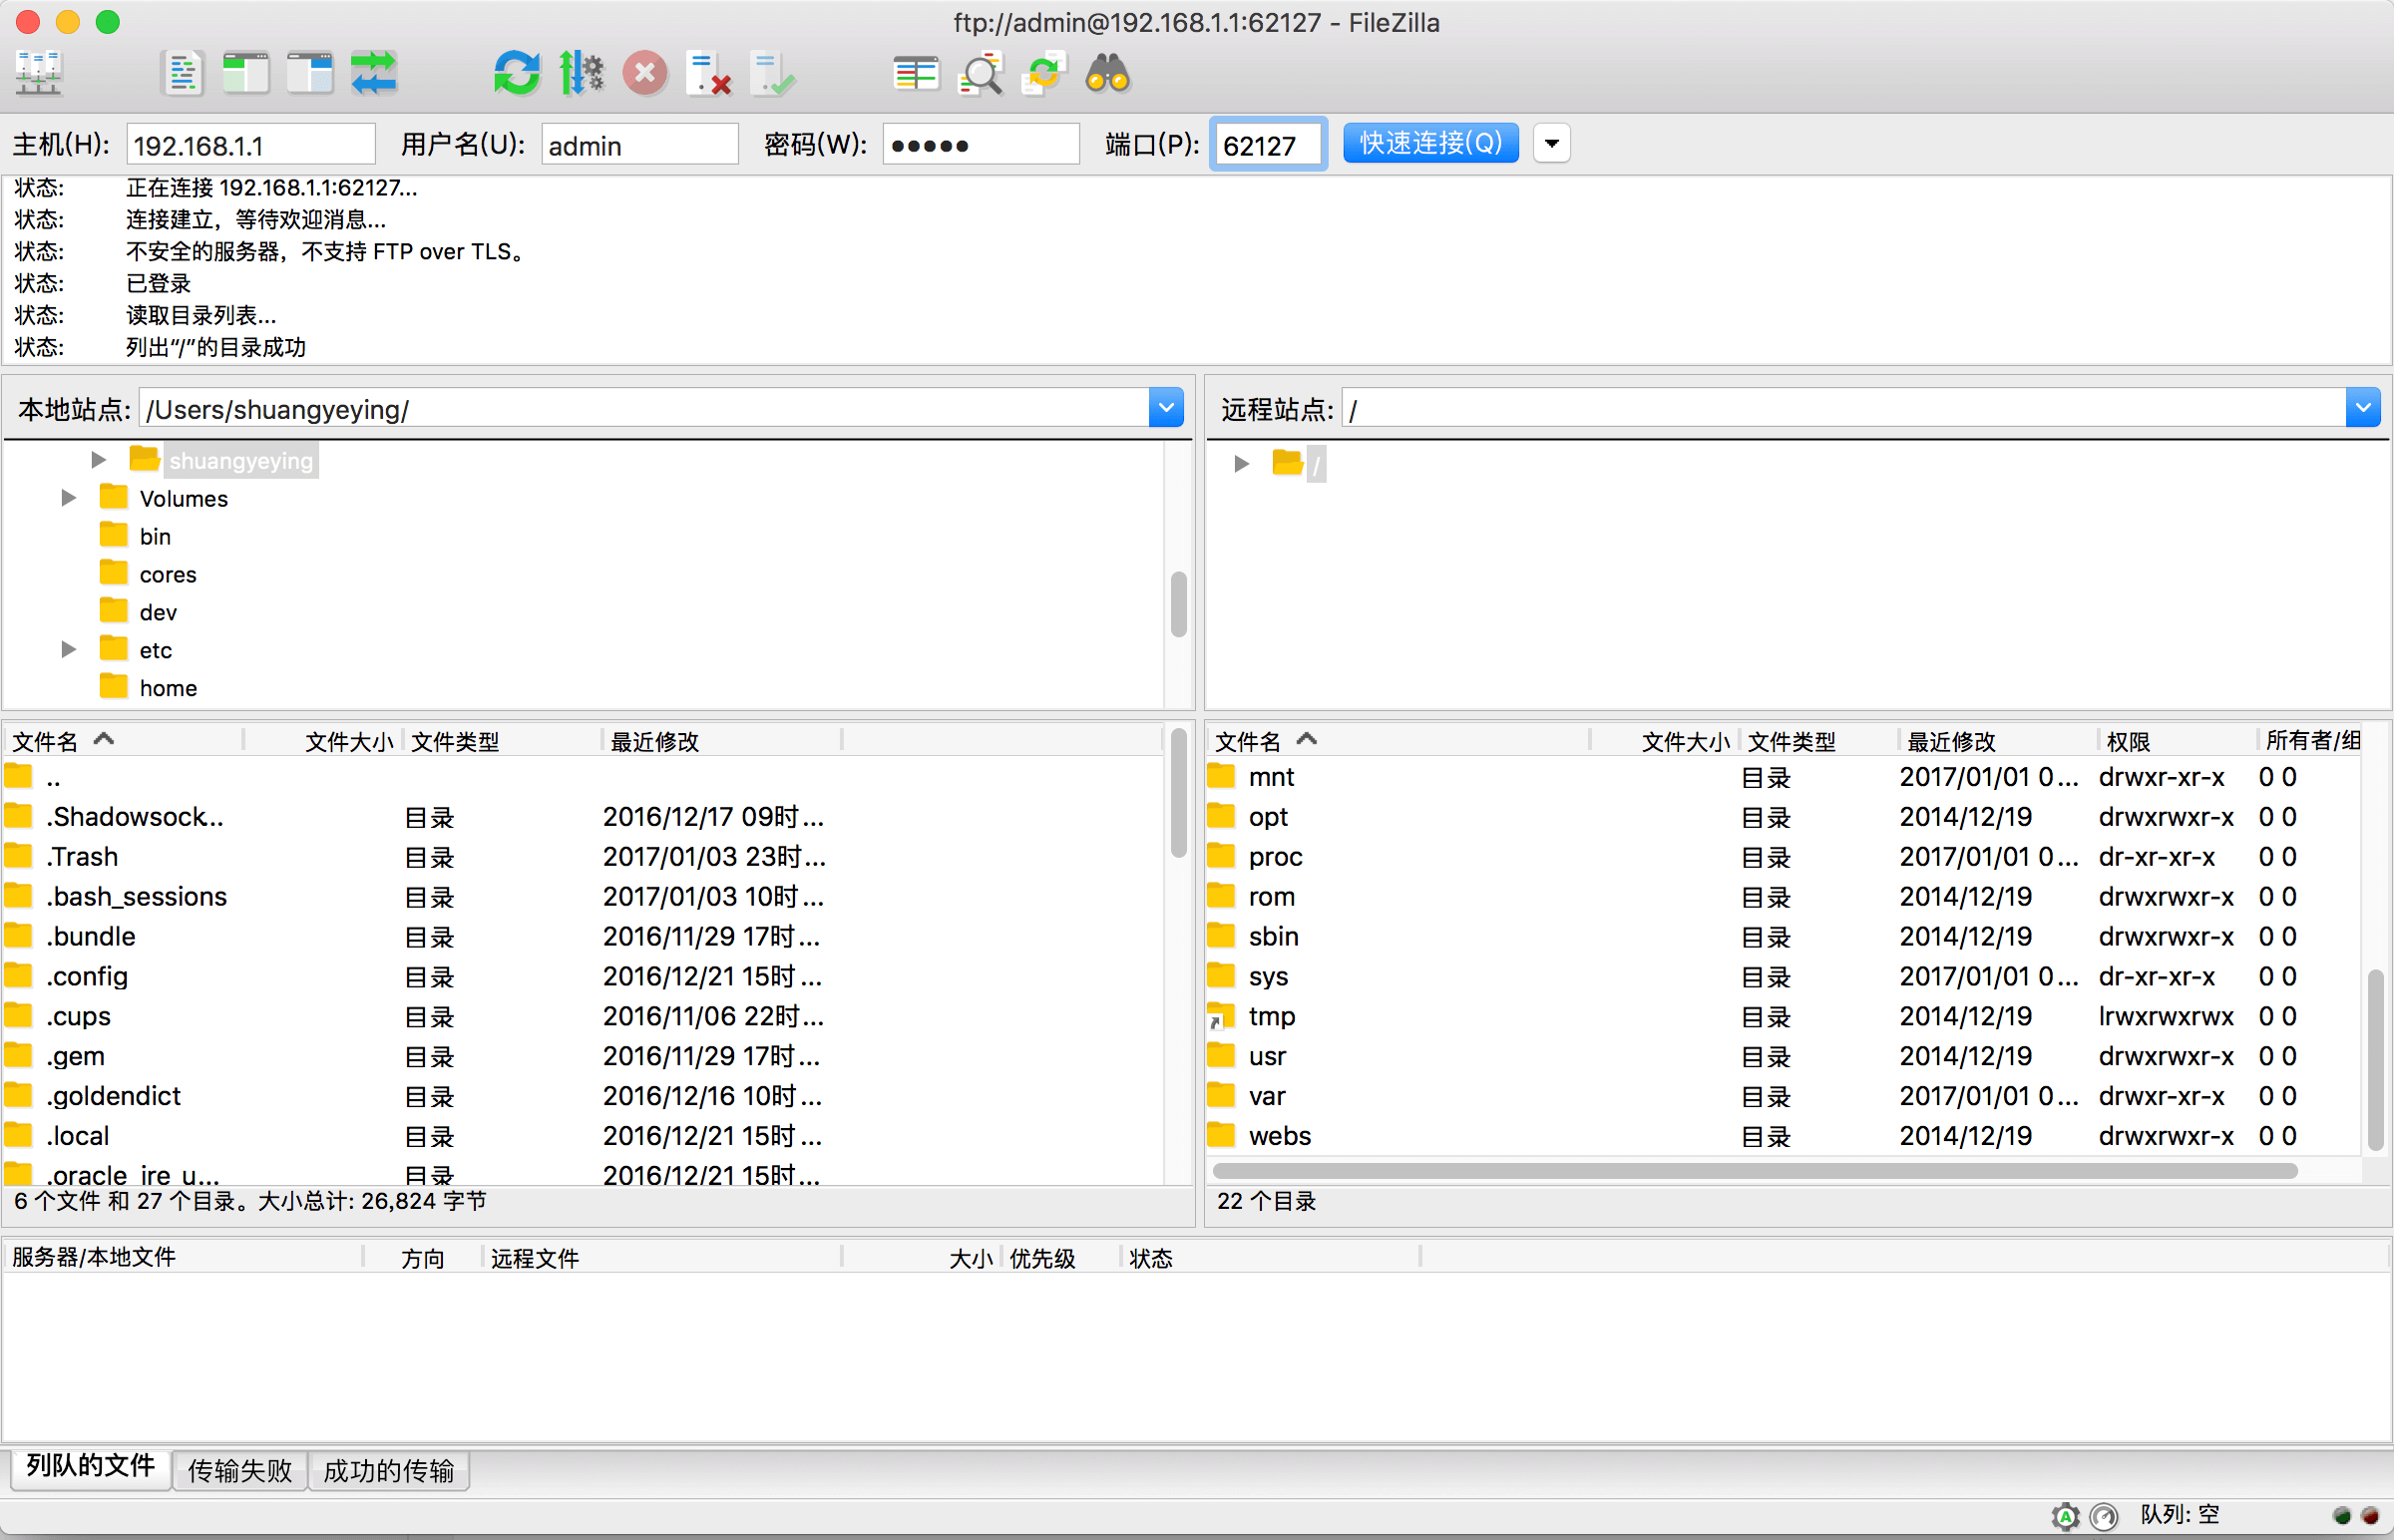 ftp://admin@192.168.1.1:62127 - FileZilla
主机(H): 192.168.1.1 用户名(U): admin 密码(W): ●●●●● 端口(P): 62127 快速连接(Q)
状态: 正在连接 192.168.1.1:62127...
状态: 连接建立，等待欢迎消息...
状态: 不安全的服务器，不支持 FTP over TLS。
状态: 已登录
状态: 读取目录列表...
状态: 列出“/”的目录成功
本地站点: /Users/shuangyeying/
shuangyeying
Volumes
bin
cores
dev
etc
home
远程站点: /
/
文件名 文件大小 文件类型 最近修改
..
.Shadowsock... 目录 2016/12/17 09时...
.Trash 目录 2017/01/03 23时...
.bash_sessions 目录 2017/01/03 10时...
.bundle 目录 2016/11/29 17时...
.config 目录 2016/12/21 15时...
.cups 目录 2016/11/06 22时...
.gem 目录 2016/11/29 17时...
.goldendict 目录 2016/12/16 10时...
.local 目录 2016/12/21 15时...
.oracle_jre_u... 目录 2016/12/21 15时...
6 个文件 和 27 个目录。大小总计: 26,824 字节
文件名 文件大小 文件类型 最近修改 权限 所有者/组
mnt 目录 2017/01/01 0... drwxr-xr-x 0 0
opt 目录 2014/12/19 drwxrwxr-x 0 0
proc 目录 2017/01/01 0... dr-xr-xr-x 0 0
rom 目录 2014/12/19 drwxrwxr-x 0 0
sbin 目录 2014/12/19 drwxrwxr-x 0 0
sys 目录 2017/01/01 0... dr-xr-xr-x 0 0
tmp 目录 2014/12/19 lrwxrwxrwx 0 0
usr 目录 2014/12/19 drwxrwxr-x 0 0
var 目录 2017/01/01 0... drwxr-xr-x 0 0
webs 目录 2014/12/19 drwxrwxr-x 0 0
22 个目录
服务器/本地文件 方向 远程文件 大小 优先级 状态
列队的文件 传输失败 成功的传输
队列: 空